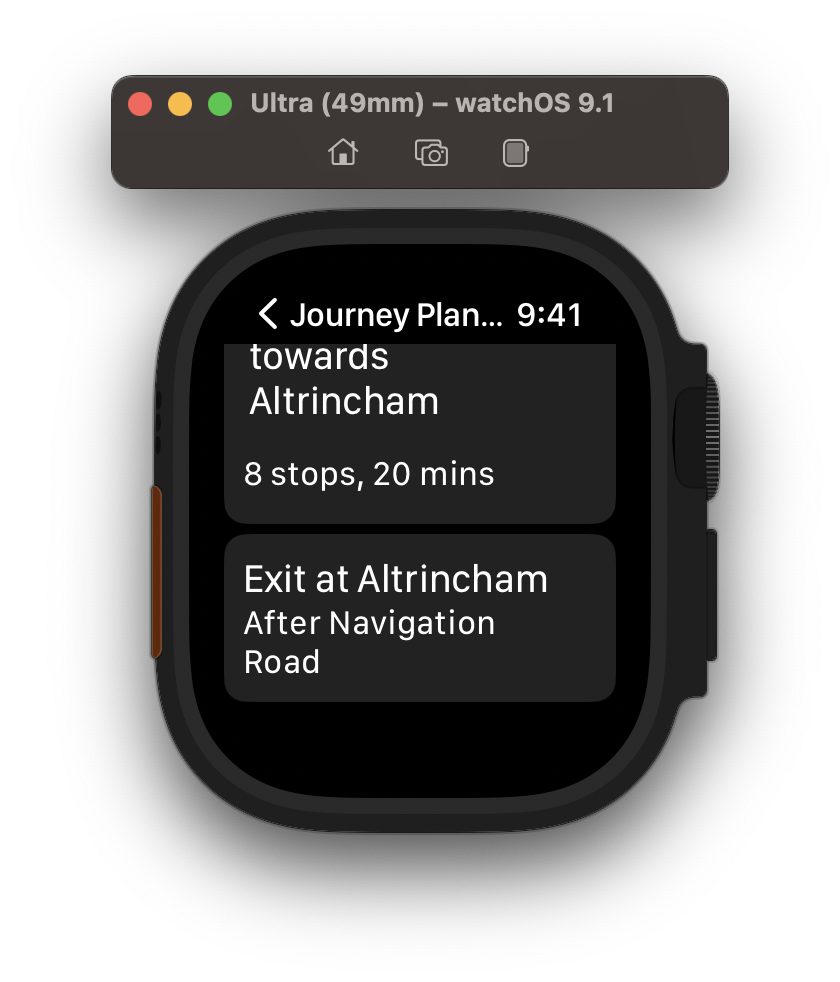 Ultra (49mm) – watchOS 9.1
Journey Plan... 9:41
towards
Altrincham
8 stops, 20 mins
Exit at Altrincham
After Navigation
Road